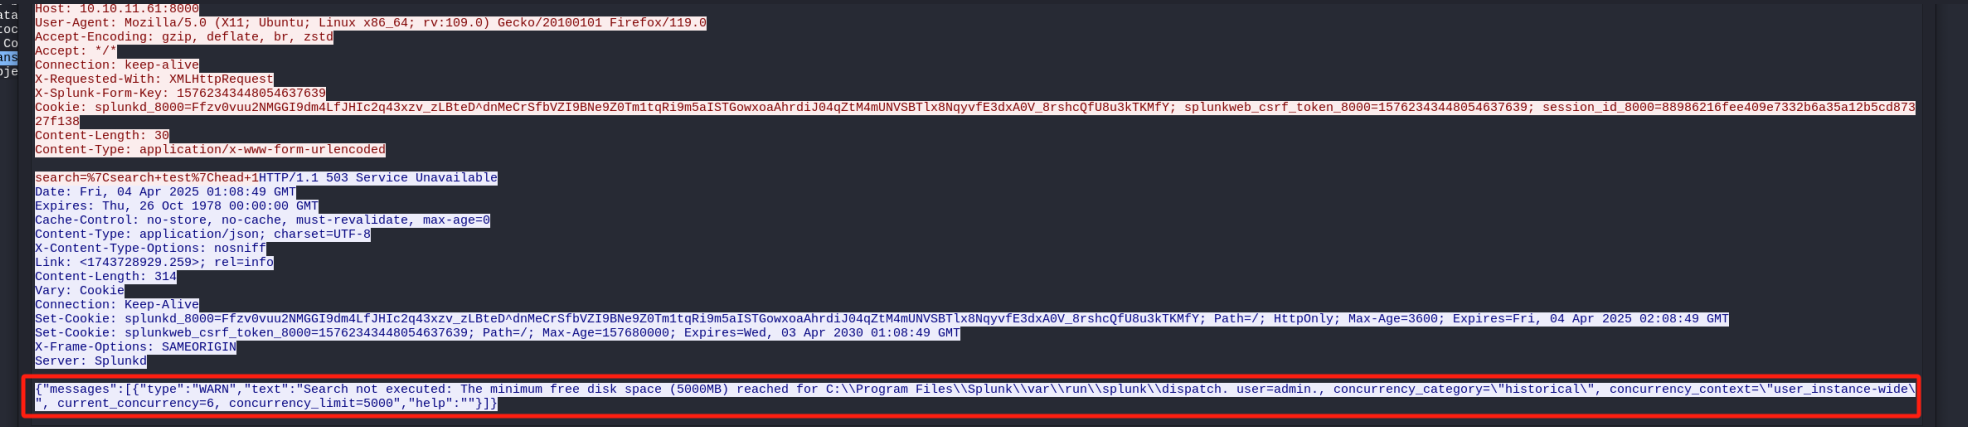 Host: 10.10.11.61:8000
User-Agent: Mozilla/5.0 (X11; Ubuntu; Linux x86_64; rv:109.0) Gecko/20100101 Firefox/119.0
Accept-Encoding: gzip, deflate, br, zstd
Accept: */*
Connection: keep-alive
X-Requested-With: XMLHttpRequest
X-Splunk-Form-Key: 15762343448054637639
Cookie: splunkd_8000=Ffzv0vuu2NMGGI9dm4LfJHIc2q43xzv_zLBteD^dnMeCrSfbVZI9BNe9Z0Tm1tqRi9m5aISTGowxoaAhrdiJ04qZtM4mUNVSBTlx8NqyvfE3dxA0V_8rshcQfU8u3kTKMfY; splunkweb_csrf_token_8000=15762343448054637639; session_id_8000=88986216fee409e7332b6a35a12b5cd873
27f138
Content-Length: 30
Content-Type: application/x-www-form-urlencoded
search=%7Csearch+test%7Chead+1HTTP/1.1 503 Service Unavailable
Date: Fri, 04 Apr 2025 01:08:49 GMT
Expires: Thu, 26 Oct 1978 00:00:00 GMT
Cache-Control: no-store, no-cache, must-revalidate, max-age=0
Content-Type: application/json; charset=UTF-8
X-Content-Type-Options: nosniff
Link: <1743728929.259>; rel=info
Content-Length: 314
Vary: Cookie
Connection: Keep-Alive
Set-Cookie: splunkd_8000=Ffzv0vuu2NMGGI9dm4LfJHIc2q43xzv_zLBteD^dnMeCrSfbVZI9BNe9Z0Tm1tqRi9m5aISTGowxoaAhrdiJ04qZtM4mUNVSBTlx8NqyvfE3dxA0V_8rshcQfU8u3kTKMfY; Path=/; HttpOnly; Max-Age=3600; Expires=Fri, 04 Apr 2025 02:08:49 GMT
Set-Cookie: splunkweb_csrf_token_8000=15762343448054637639; Path=/; Max-Age=157680000; Expires=Wed, 03 Apr 2030 01:08:49 GMT
X-Frame-Options: SAMEORIGIN
Server: Splunkd
{"messages":[{"type":"WARN","text":"Search not executed: The minimum free disk space (5000MB) reached for C:\\Program Files\\Splunk\\var\\run\\splunk\\dispatch. user=admin., concurrency_category=\"historical\", concurrency_context=\"user_instance-wide\
", current_concurrency=6, concurrency_limit=5000","help":""}]}